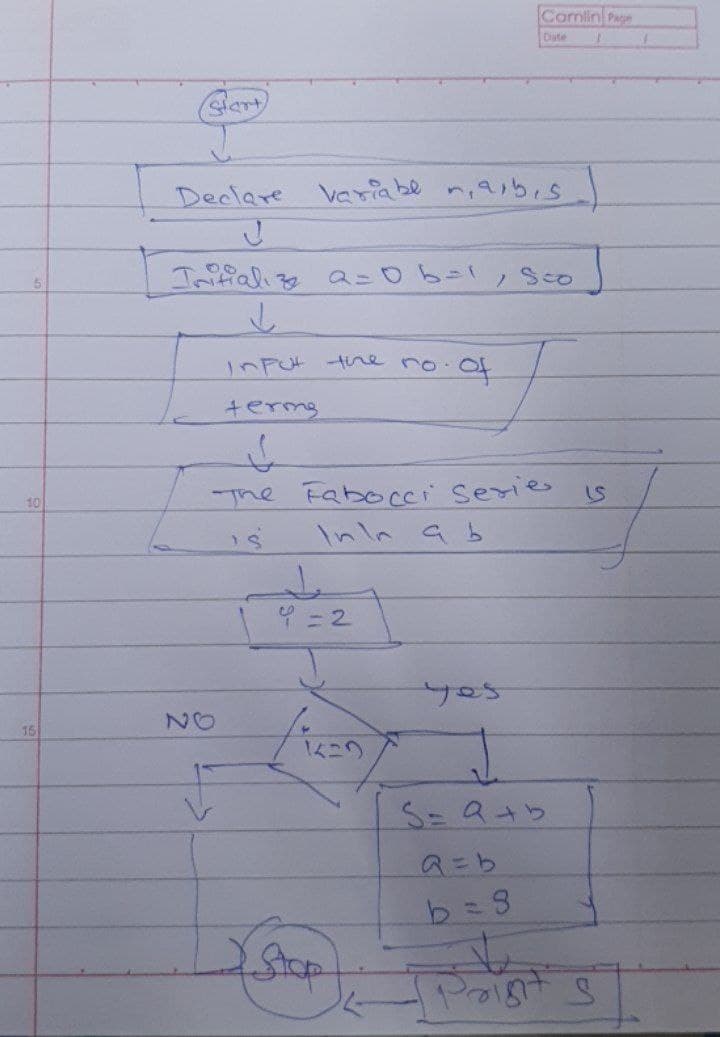 Camlin Page
Date / /
Start
Declare Variabe n,a,b,s
5
Initialize a=0 b=1, S=0
Input the no. of
terms
10
The Fabocci Series is
is \n\n a b
i=2
yes
NO
15
i<=n
S=a+b
a=b
b=s
Stop
Print S